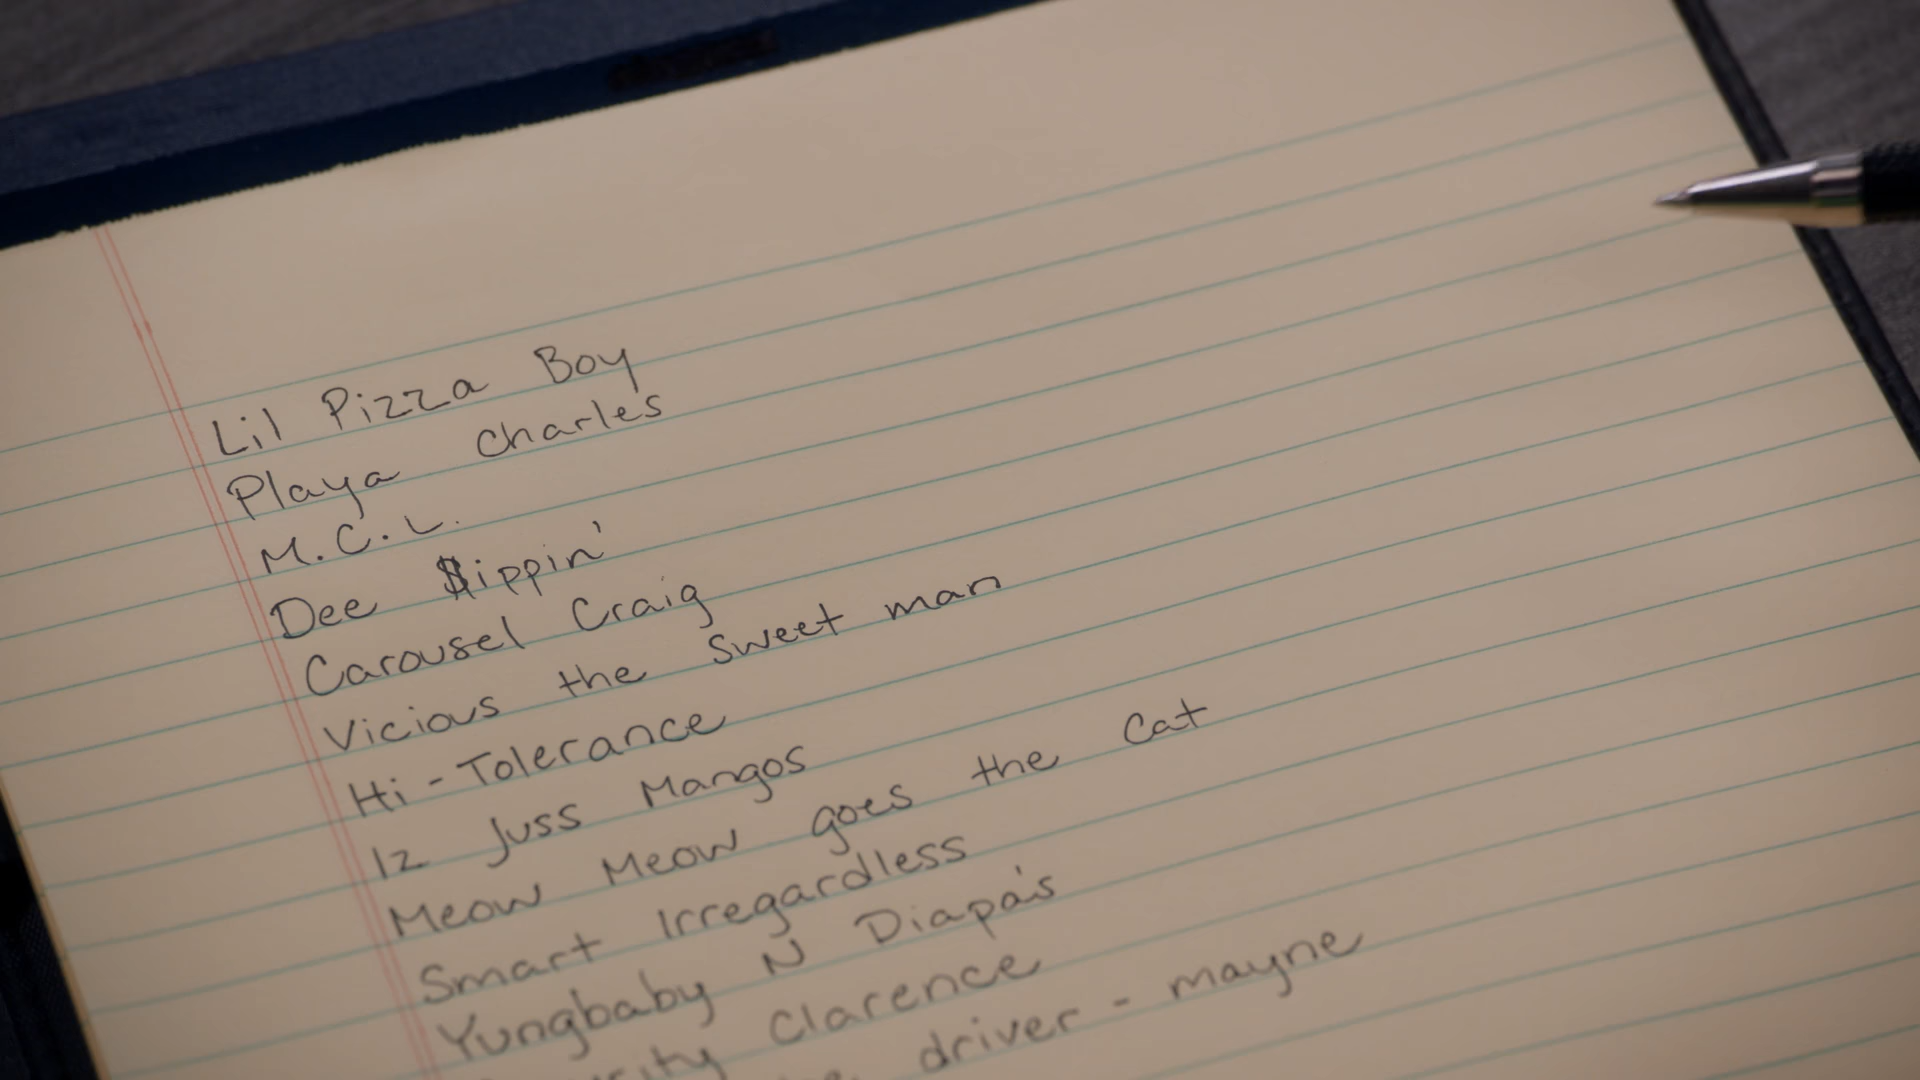 Lil Pizza Boy
Playa Charles
M.C.L.
Dee $ippin'
Carousel Craig
Vicious the Sweet man
Hi-Tolerance
Iz Juss Mangos
Meow Meow goes the Cat
Smart Irregardless
Yungbaby N Diapa's
Clarence
driver-mayne